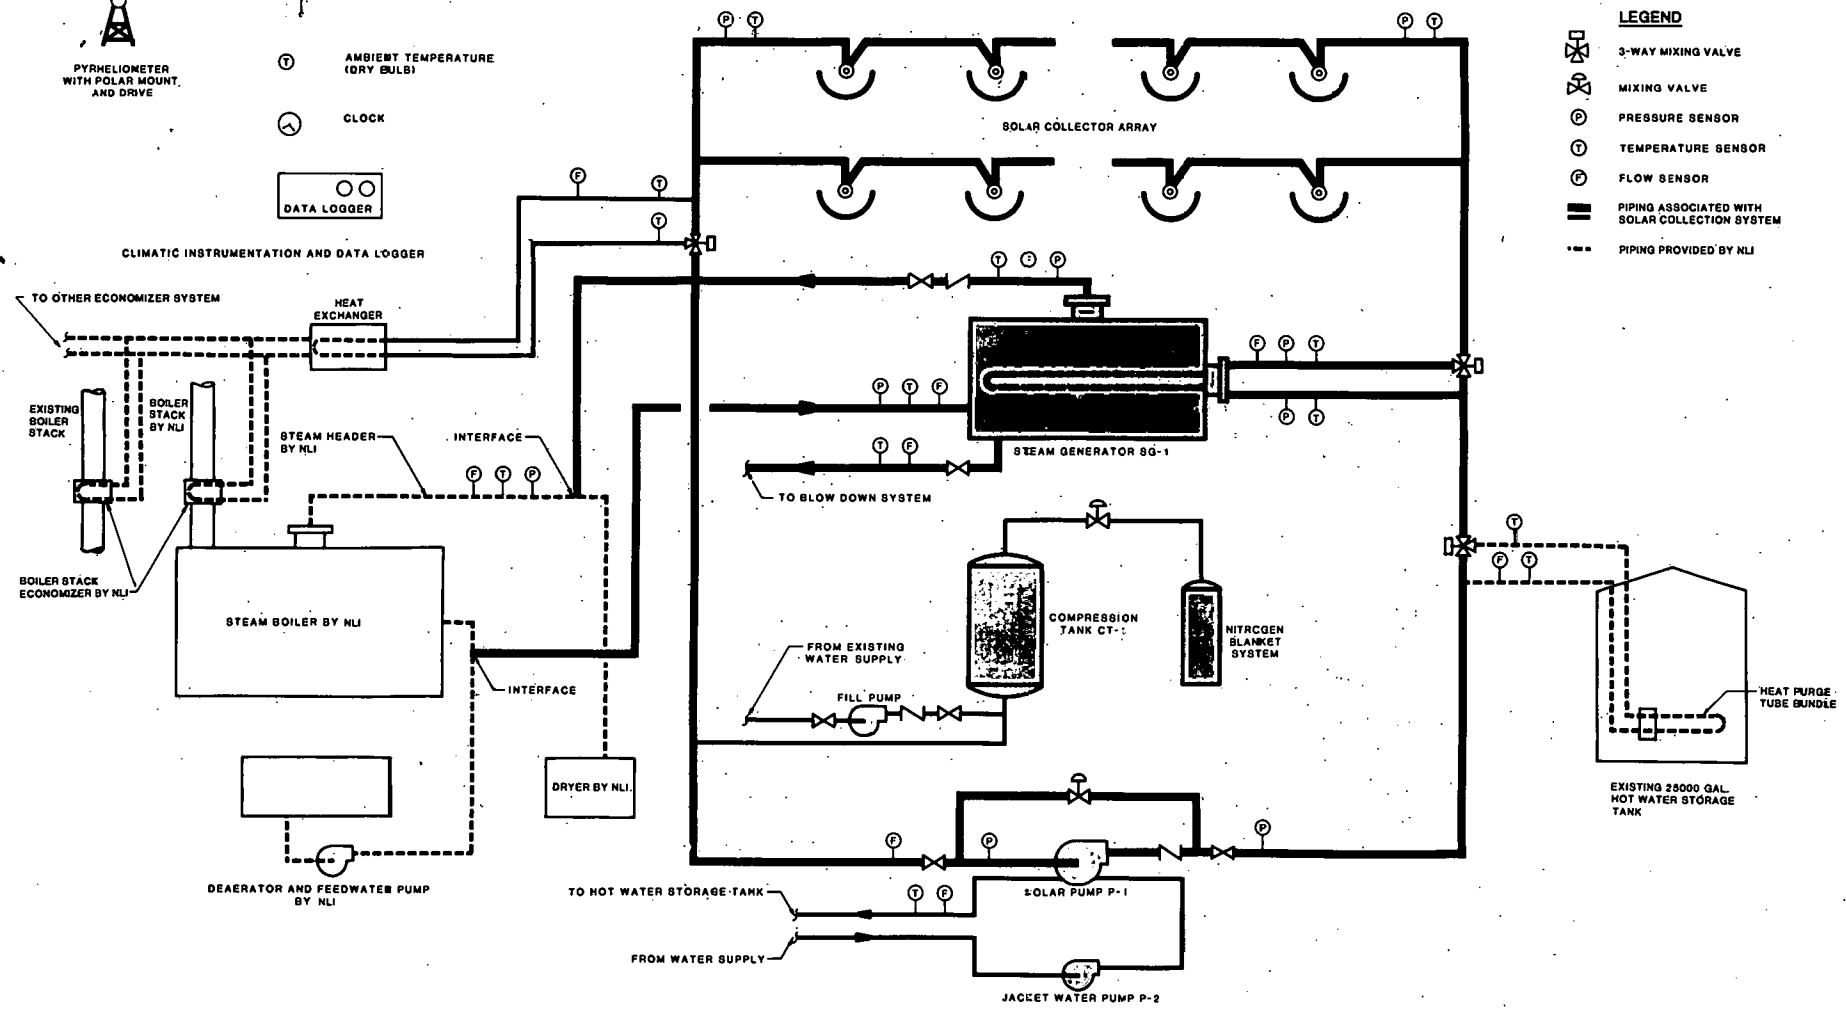 PYRHELIOMETER
WITH POLAR MOUNT,
AND DRIVE
T
AMBIENT TEMPERATURE
(DRY BULB)
CLOCK
DATA LOGGER
CLIMATIC INSTRUMENTATION AND DATA LOGGER
P T
P T
SOLAR COLLECTOR ARRAY
LEGEND
3-WAY MIXING VALVE
MIXING VALVE
P PRESSURE SENSOR
T TEMPERATURE SENSOR
F FLOW SENSOR
PIPING ASSOCIATED WITH
SOLAR COLLECTION SYSTEM
PIPING PROVIDED BY NLI
F T
T
TO OTHER ECONOMIZER SYSTEM
HEAT
EXCHANGER
T P
F P T
P T
P T F
T F
STEAM GENERATOR SG-1
TO BLOW DOWN SYSTEM
EXISTING
BOILER
STACK
BOILER
STACK
BY NLI
STEAM HEADER
BY NLI
INTERFACE
F T P
BOILER STACK
ECONOMIZER BY NLI
STEAM BOILER BY NLI
INTERFACE
COMPRESSION
TANK CT-1
NITROGEN
BLANKET
SYSTEM
FROM EXISTING
WATER SUPPLY
FILL PUMP
T
F T
HEAT PURGE
TUBE BUNDLE
EXISTING 25000 GAL.
HOT WATER STORAGE
TANK
DRYER BY NLI.
DEAERATOR AND FEEDWATER PUMP
BY NLI
F P
P
SOLAR PUMP P-1
TO HOT WATER STORAGE TANK
T F
FROM WATER SUPPLY
JACKET WATER PUMP P-2